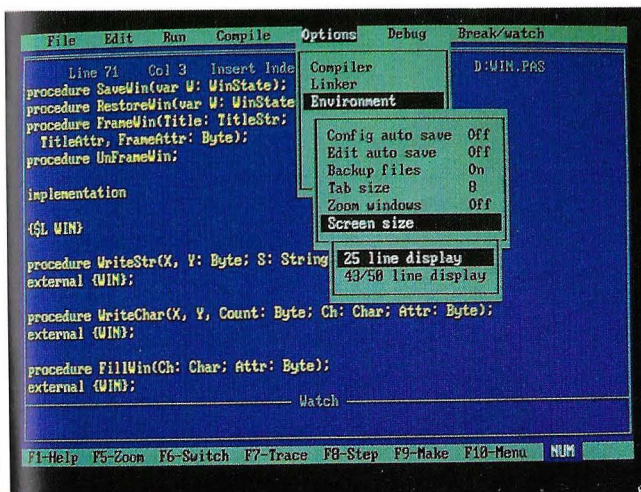 File Edit Run Compile Options Debug Break/watch
Line 71 Col 3 Insert Inde D:WIN.PAS
procedure SaveWin(var W: WinState);
procedure RestoreWin(var W: WinState
procedure FrameWin(Title: TitleStr;
TitleAttr, FrameAttr: Byte);
procedure UnFrameWin;
implementation
{$L WIN}
procedure WriteStr(X, Y: Byte; S: String
external {WIN};
procedure WriteChar(X, Y, Count: Byte; Ch: Char; Attr: Byte);
external {WIN};
procedure FillWin(Ch: Char; Attr: Byte);
external {WIN};
Compiler
Linker
Environment
Config auto save Off
Edit auto save Off
Backup files On
Tab size 8
Zoom windows Off
Screen size
25 line display
43/50 line display
Watch
F1-Help F5-Zoom F6-Switch F7-Trace F8-Step F9-Make F10-Menu NUM